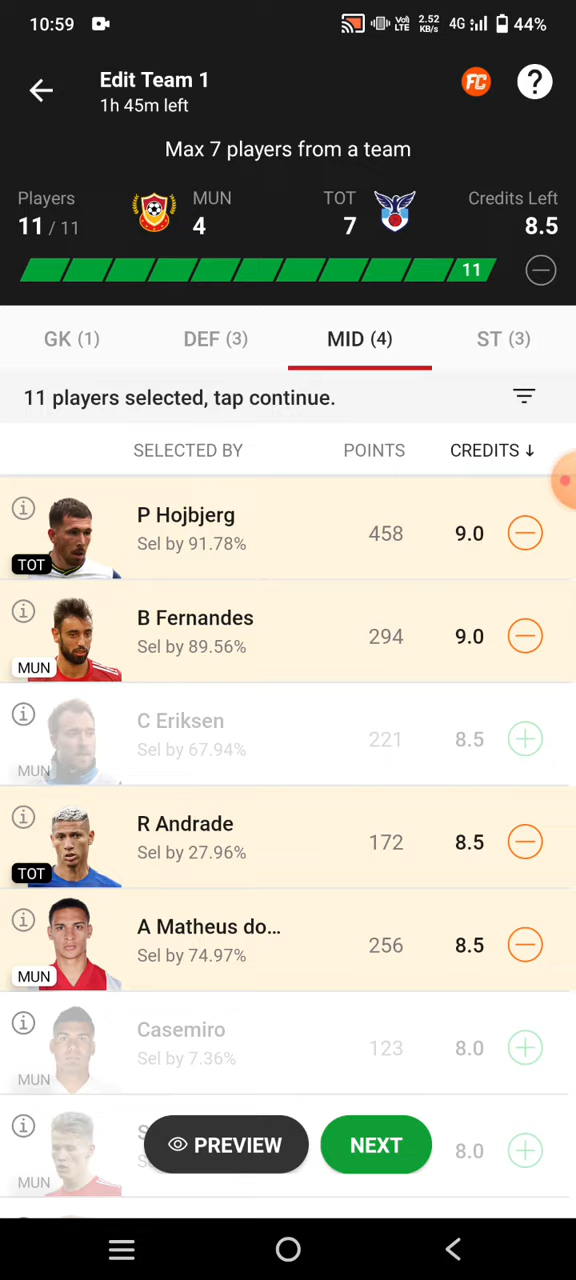 10:59 Vo) LTE 2.52 KB/s 4G 44%
Edit Team 1
1h 45m left
FC ?
Max 7 players from a team
Players MUN TOT Credits Left
11 / 11 4 7 8.5
11
GK (1) DEF (3) MID (4) ST (3)
11 players selected, tap continue.
SELECTED BY POINTS CREDITS ↓
P Hojbjerg
Sel by 91.78% 458 9.0
TOT
B Fernandes
Sel by 89.56% 294 9.0
MUN
C Eriksen
Sel by 67.94% 221 8.5
MUN
R Andrade
Sel by 27.96% 172 8.5
TOT
A Matheus do...
Sel by 74.97% 256 8.5
MUN
Casemiro
Sel by 7.36% 123 8.0
MUN
PREVIEW NEXT 8.0
MUN